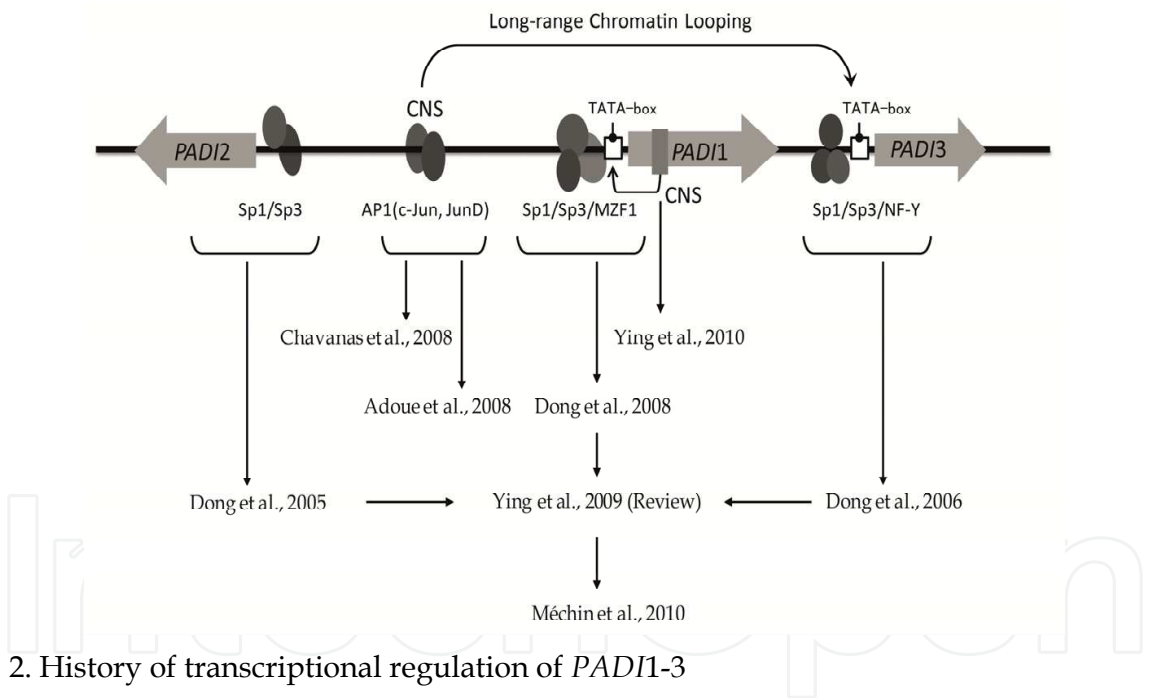 Long-range Chromatin Looping
CNS
TATA-box
TATA-box
PADI2
PADI1
PADI3
CNS
Sp1/Sp3
AP1(c-Jun, JunD)
Sp1/Sp3/MZF1
Sp1/Sp3/NF-Y
Chavanas et al., 2008
Ying et al., 2010
Adoue et al., 2008
Dong et al., 2008
Dong et al., 2005
Ying et al., 2009 (Review)
Dong et al., 2006
Méchin et al., 2010
IntechOpen
2. History of transcriptional regulation of PADI1-3